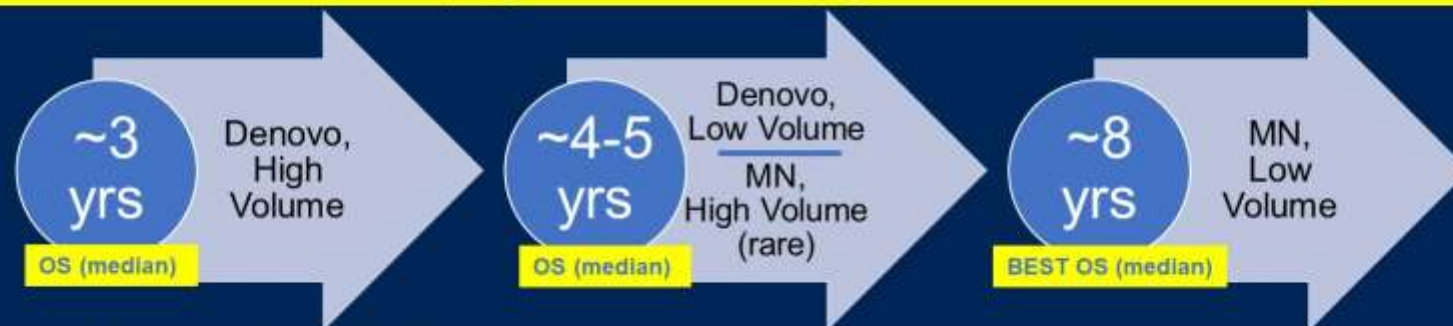 ~3
yrs
OS (median)
Denovo,
High
Volume
~4-5
yrs
OS (median)
Denovo,
Low Volume
MN,
High Volume
(rare)
~8
yrs
BEST OS (median)
MN,
Low
Volume